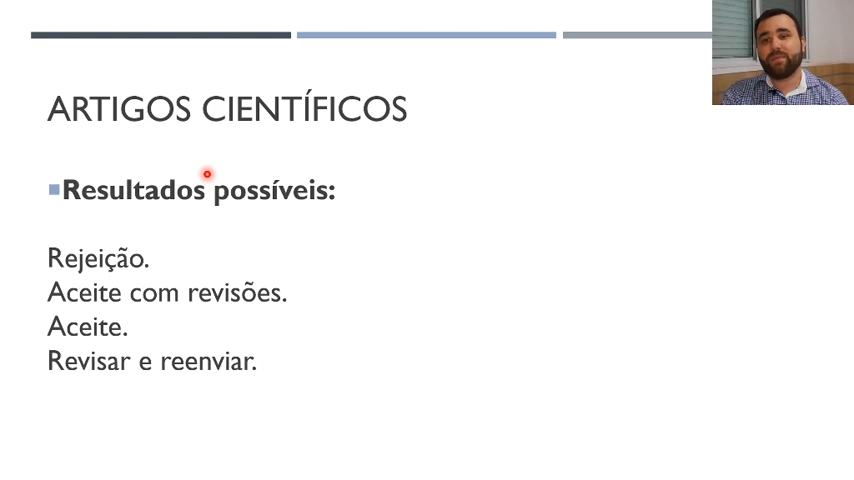 ARTIGOS CIENTÍFICOS
Resultados possíveis:
Rejeição.
Aceite com revisões.
Aceite.
Revisar e reenviar.